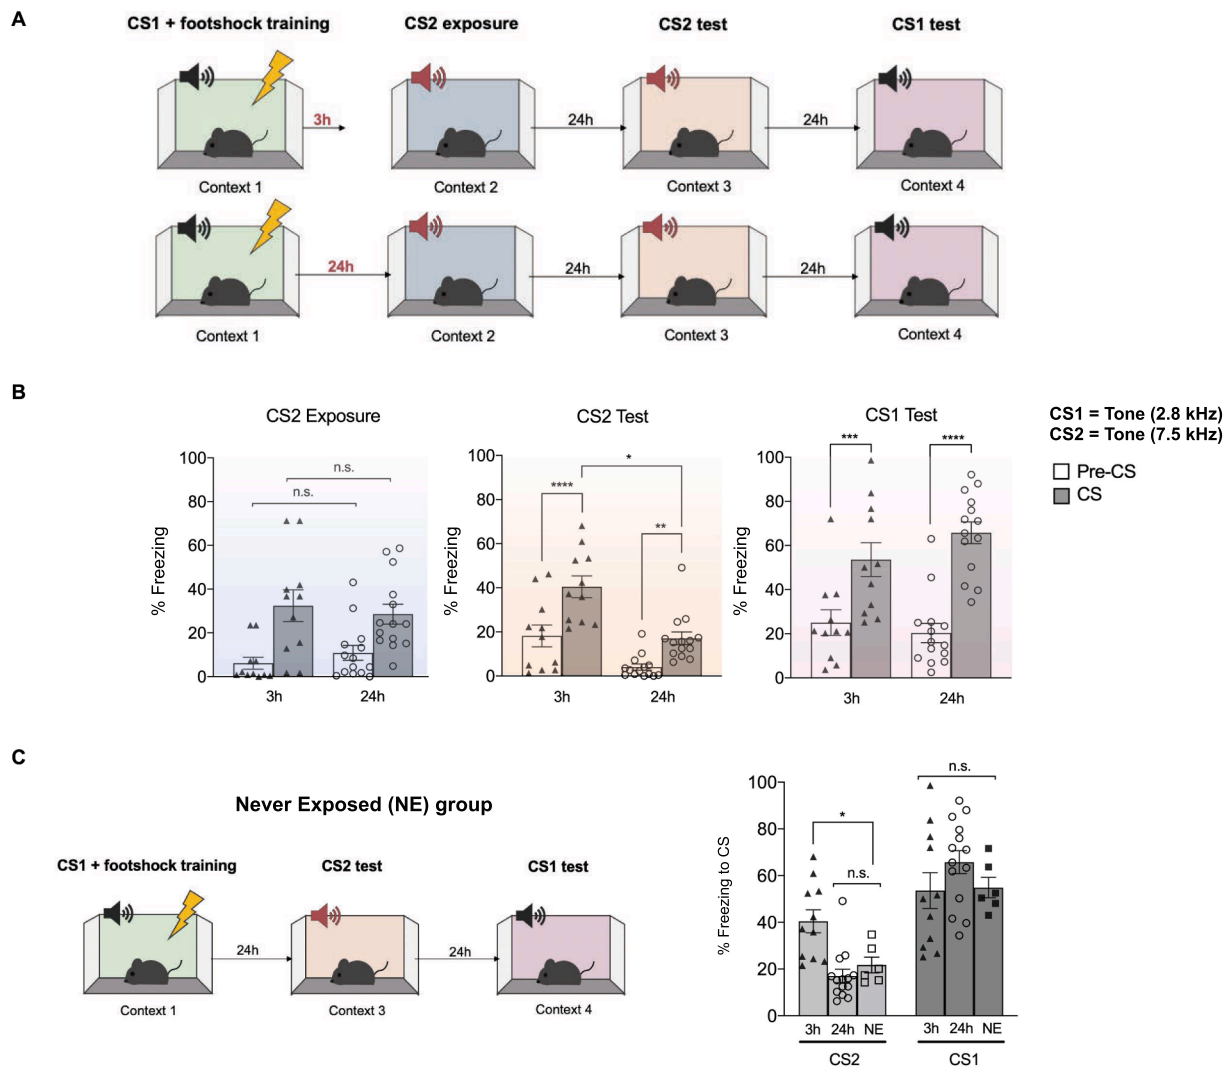 A
CS1 + footshock training
CS2 exposure
CS2 test
CS1 test
3h
24h
24h
Context 1
Context 2
Context 3
Context 4
24h
24h
24h
Context 1
Context 2
Context 3
Context 4
B
CS2 Exposure
CS2 Test
CS1 Test
CS1 = Tone (2.8 kHz)
CS2 = Tone (7.5 kHz)
Pre-CS
CS
% Freezing
100
80
60
40
20
0
n.s.
n.s.
3h
24h
% Freezing
100
80
60
40
20
0
****
*
**
3h
24h
% Freezing
100
80
60
40
20
0
***
****
3h
24h
C
Never Exposed (NE) group
CS1 + footshock training
CS2 test
CS1 test
24h
24h
Context 1
Context 3
Context 4
% Freezing to CS
100
80
60
40
20
0
*
n.s.
n.s.
3h 24h NE
3h 24h NE
CS2
CS1